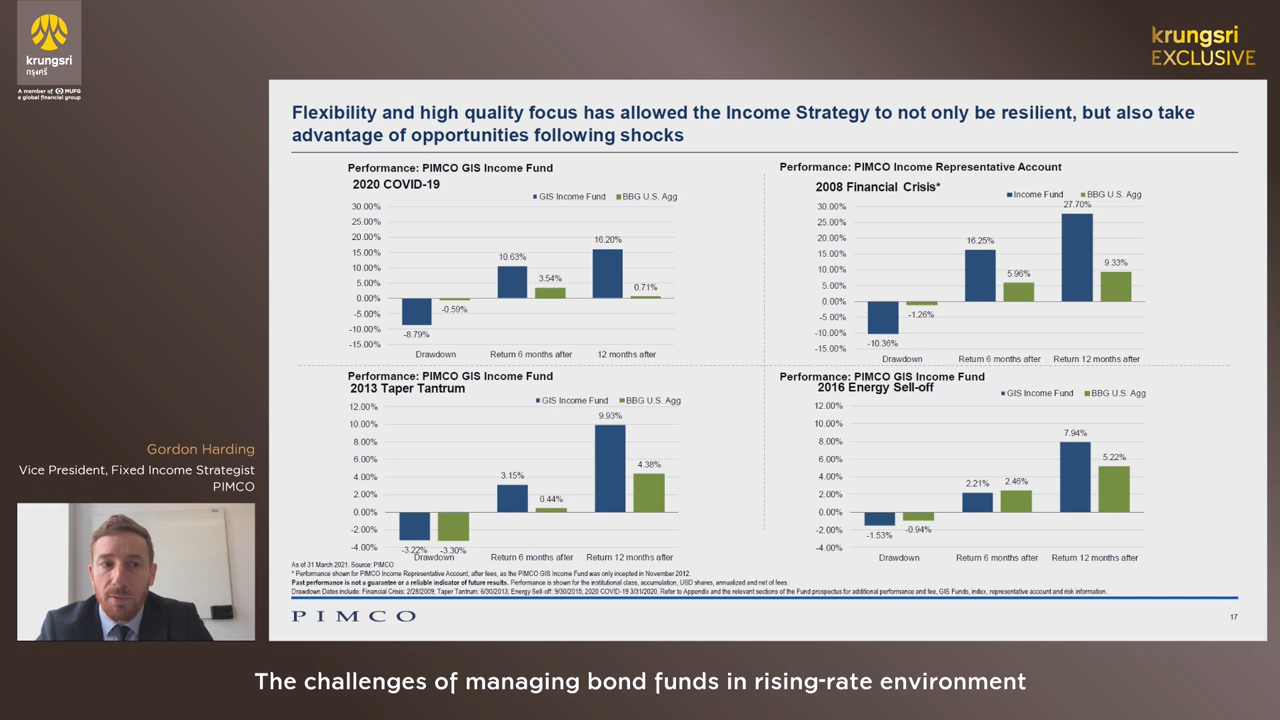 krungsri
กรุงศรี
A member of MUFG
a global financial group
krungsri
EXCLUSIVE
Flexibility and high quality focus has allowed the Income Strategy to not only be resilient, but also take
advantage of opportunities following shocks
Performance: PIMCO GIS Income Fund
2020 COVID-19
GIS Income Fund BBG U.S. Agg
30.00%
25.00%
20.00%
15.00%
10.00%
5.00%
0.00%
-5.00%
-10.00%
-15.00%
-8.79%
-0.59%
10.63%
3.54%
16.20%
0.71%
Drawdown Return 6 months after 12 months after
Performance: PIMCO Income Representative Account
2008 Financial Crisis*
Income Fund BBG U.S. Agg
30.00%
25.00%
20.00%
15.00%
10.00%
5.00%
0.00%
-5.00%
-10.00%
-15.00%
-10.36%
-1.26%
16.25%
5.96%
27.70%
9.33%
Drawdown Return 6 months after Return 12 months after
Performance: PIMCO GIS Income Fund
2013 Taper Tantrum
GIS Income Fund BBG U.S. Agg
12.00%
10.00%
8.00%
6.00%
4.00%
2.00%
0.00%
-2.00%
-4.00%
-3.22%
-3.30%
3.15%
0.44%
9.93%
4.38%
Drawdown Return 6 months after Return 12 months after
Performance: PIMCO GIS Income Fund
2016 Energy Sell-off
GIS Income Fund BBG U.S. Agg
12.00%
10.00%
8.00%
6.00%
4.00%
2.00%
0.00%
-2.00%
-4.00%
-1.53%
-0.94%
2.21%
2.46%
7.94%
5.22%
Drawdown Return 6 months after Return 12 months after
As of 31 March 2021. Source: PIMCO
* Performance shown for PIMCO Income Representative Account, after fees, as the PIMCO GIS Income Fund was only incepted in November 2012.
Past performance is not a guarantee or a reliable indicator of future results. Performance is shown for the institutional class, accumulation, USD shares, annualized and net of fees.
Drawdown Dates include: Financial Crisis: 2/28/2009; Taper Tantrum: 6/30/2013; Energy Sell-off: 9/30/2015; 2020 COVID-19 3/31/2020. Refer to Appendix and the relevant sections of the Fund prospectus for additional performance and fee, GIS Funds, index, representative account and risk information.
PIMCO
17
Gordon Harding
Vice President, Fixed Income Strategist
PIMCO
The challenges of managing bond funds in rising-rate environment